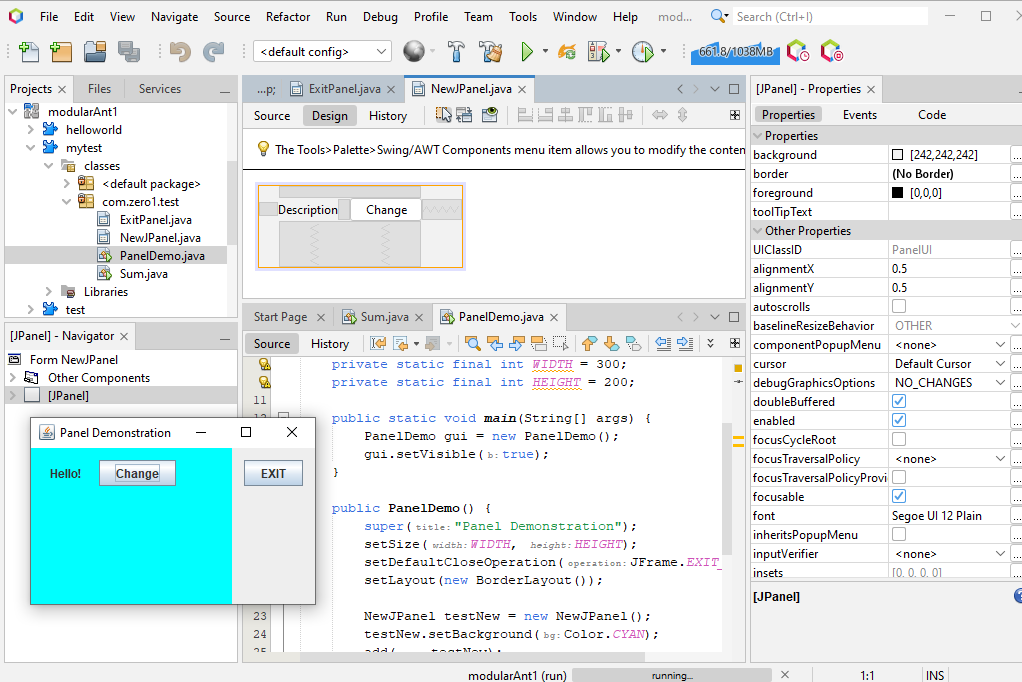 File Edit View Navigate Source Refactor Run Debug Profile Team Tools Window Help mod... Search (Ctrl+I)
<default config> 661.8/1038MB
Projects Files Services
modularAnt1
helloworld
mytest
classes
<default package>
com.zero1.test
ExitPanel.java
NewJPanel.java
PanelDemo.java
Sum.java
Libraries
test
[JPanel] - Navigator
Form NewJPanel
Other Components
[JPanel]
Panel Demonstration
Hello! Change EXIT
...p; ExitPanel.java NewJPanel.java
Source Design History
The Tools>Palette>Swing/AWT Components menu item allows you to modify the conten
Description Change
Start Page Sum.java PanelDemo.java
Source History
private static final int WIDTH = 300;
private static final int HEIGHT = 200;
11
public static void main(String[] args) {
PanelDemo gui = new PanelDemo();
gui.setVisible(b: true);
}
public PanelDemo() {
super(title: "Panel Demonstration");
setSize(width: WIDTH, height: HEIGHT);
setDefaultCloseOperation(operation: JFrame.EXIT_
setLayout(new BorderLayout());
23 NewJPanel testNew = new NewJPanel();
24 testNew.setBackground(bg: Color.CYAN);
[JPanel] - Properties
Properties Events Code
Properties
background [242,242,242] ...
border (No Border) ...
foreground [0,0,0] ...
toolTipText ...
Other Properties
UIClassID PanelUI ...
alignmentX 0.5 ...
alignmentY 0.5 ...
autoscrolls ...
baselineResizeBehavior OTHER
componentPopupMenu <none> ...
cursor Default Cursor ...
debugGraphicsOptions NO_CHANGES ...
doubleBuffered ...
enabled ...
focusCycleRoot ...
focusTraversalPolicy <none> ...
focusTraversalPolicyProvi ...
focusable ...
font Segoe UI 12 Plain ...
inheritsPopupMenu ...
inputVerifier <none> ...
insets [0, 0, 0, 0] ...
[JPanel]
modularAnt1 (run) running... 1:1 INS